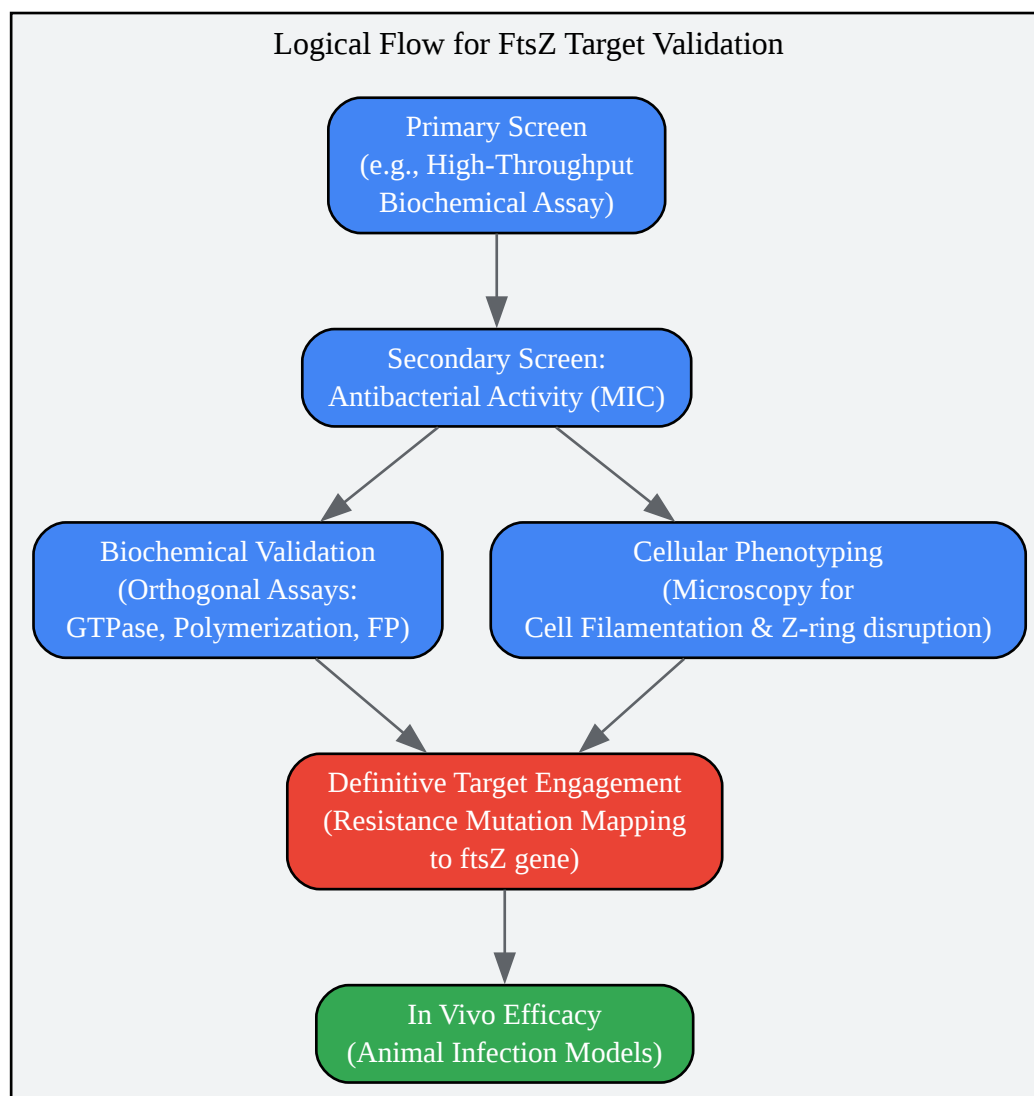 Logical Flow for FtsZ Target Validation
Primary Screen
(e.g., High-Throughput
Biochemical Assay)
Secondary Screen:
Antibacterial Activity (MIC)
Biochemical Validation
(Orthogonal Assays:
GTPase, Polymerization, FP)
Cellular Phenotyping
(Microscopy for
Cell Filamentation & Z-ring disruption)
Definitive Target Engagement
(Resistance Mutation Mapping
to ftsZ gene)
In Vivo Efficacy
(Animal Infection Models)